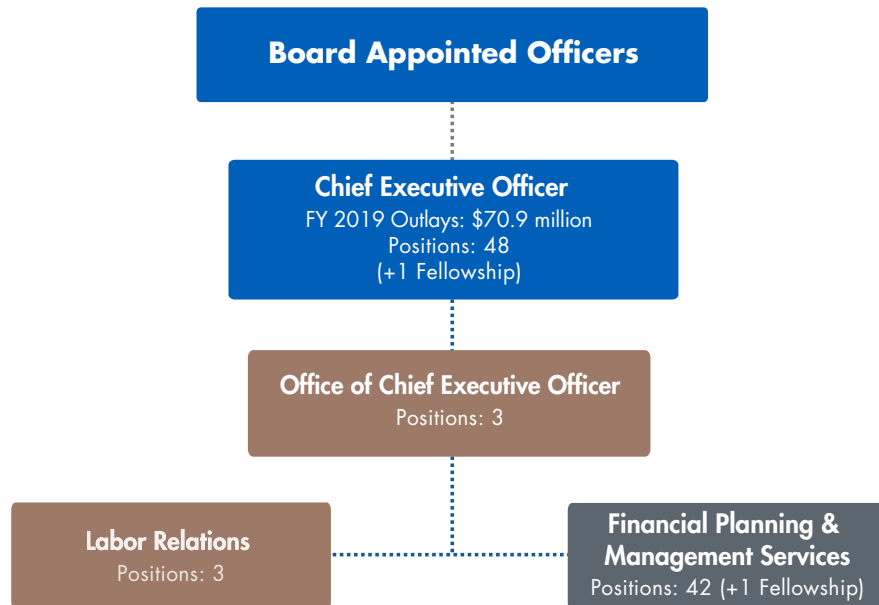 Board Appointed Officers
Chief Executive Officer
FY 2019 Outlays: $70.9 million
Positions: 48
(+1 Fellowship)
Office of Chief Executive Officer
Positions: 3
Labor Relations
Positions: 3
Financial Planning &
Management Services
Positions: 42 (+1 Fellowship)